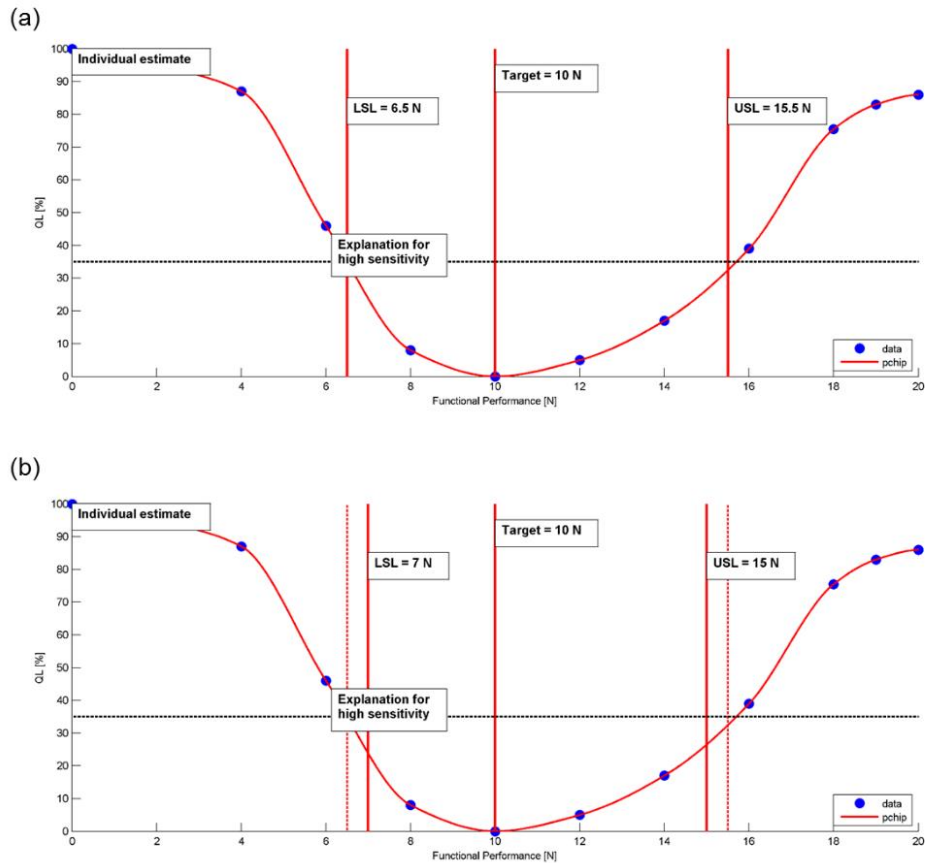 (a)
100
90
80
70
60
50
40
30
20
10
0
QL [%]
Individual estimate
LSL = 6.5 N
Target = 10 N
USL = 15.5 N
Explanation for
high sensitivity
data
pchip
0 2 4 6 8 10 12 14 16 18 20
Functional Performance [N]
(b)
100
90
80
70
60
50
40
30
20
10
0
QL [%]
Individual estimate
LSL = 7 N
Target = 10 N
USL = 15 N
Explanation for
high sensitivity
data
pchip
0 2 4 6 8 10 12 14 16 18 20
Functional Performance [N]